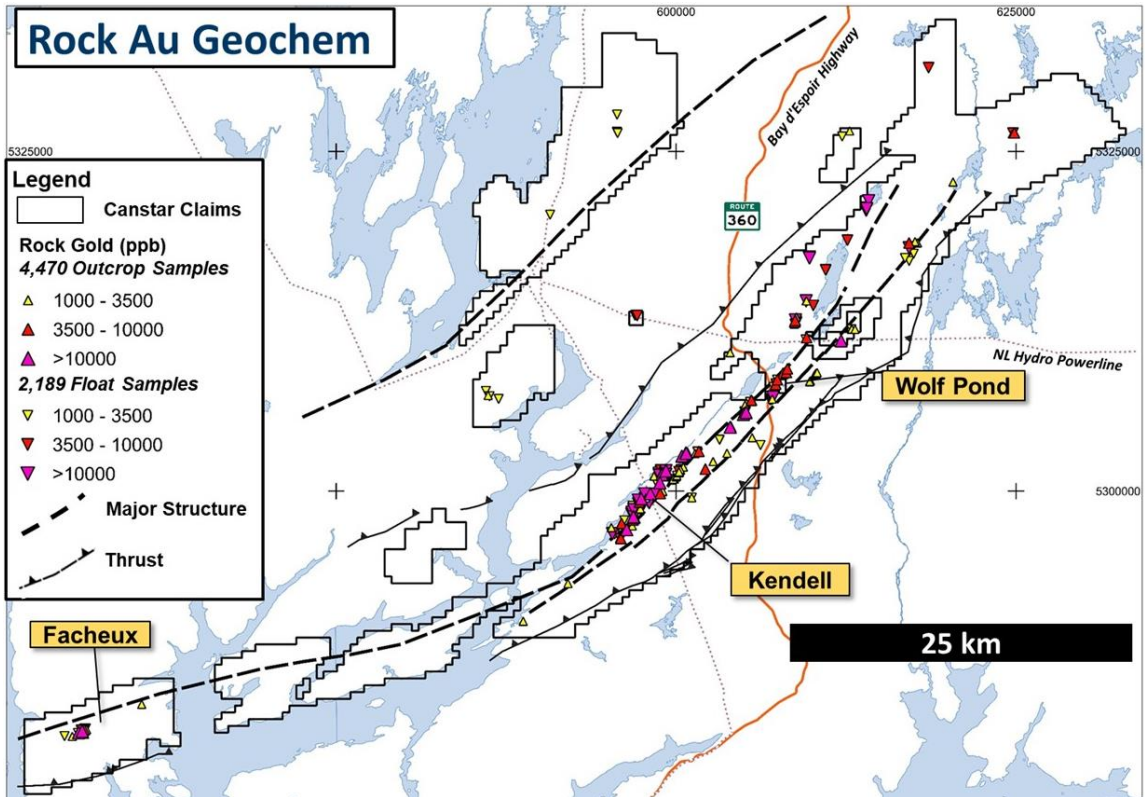 Rock Au Geochem
600000
625000
5325000
5325000
Bay d'Espoir Highway
ROUTE
360
Legend
Canstar Claims
Rock Gold (ppb)
4,470 Outcrop Samples
1000 - 3500
3500 - 10000
>10000
2,189 Float Samples
1000 - 3500
3500 - 10000
>10000
Major Structure
Thrust
NL Hydro Powerline
Wolf Pond
5300000
Kendell
Facheux
25 km